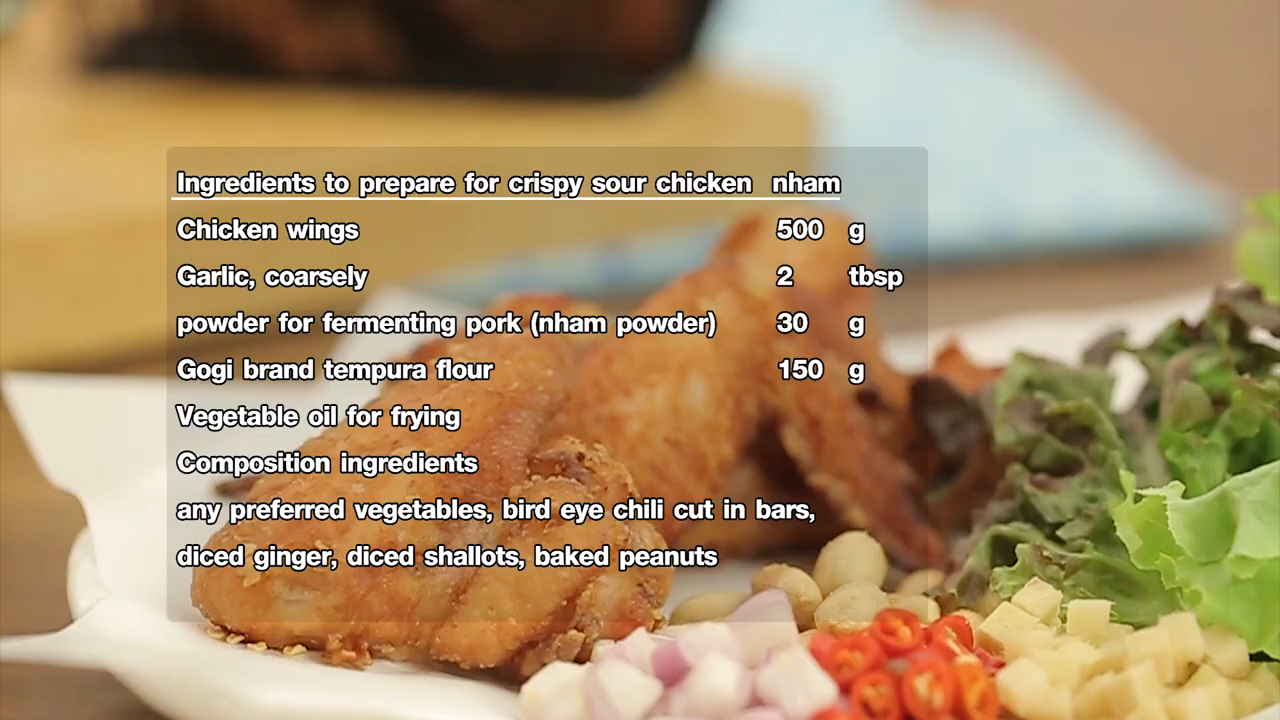 Ingredients to prepare for crispy sour chicken nham
Chicken wings 500 g
Garlic, coarsely 2 tbsp
powder for fermenting pork (nham powder) 30 g
Gogi brand tempura flour 150 g
Vegetable oil for frying
Composition ingredients
any preferred vegetables, bird eye chili cut in bars,
diced ginger, diced shallots, baked peanuts